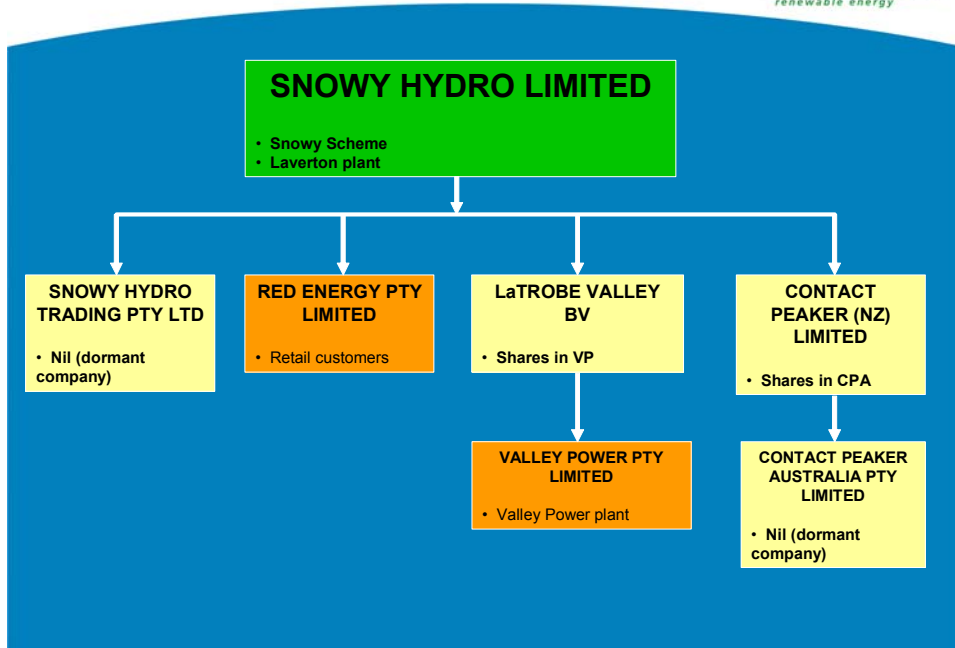 renewable energy
SNOWY HYDRO LIMITED
• Snowy Scheme
• Laverton plant
SNOWY HYDRO
TRADING PTY LTD
• Nil (dormant
company)
RED ENERGY PTY
LIMITED
• Retail customers
LaTROBE VALLEY
BV
• Shares in VP
CONTACT
PEAKER (NZ)
LIMITED
• Shares in CPA
VALLEY POWER PTY
LIMITED
• Valley Power plant
CONTACT PEAKER
AUSTRALIA PTY
LIMITED
• Nil (dormant
company)